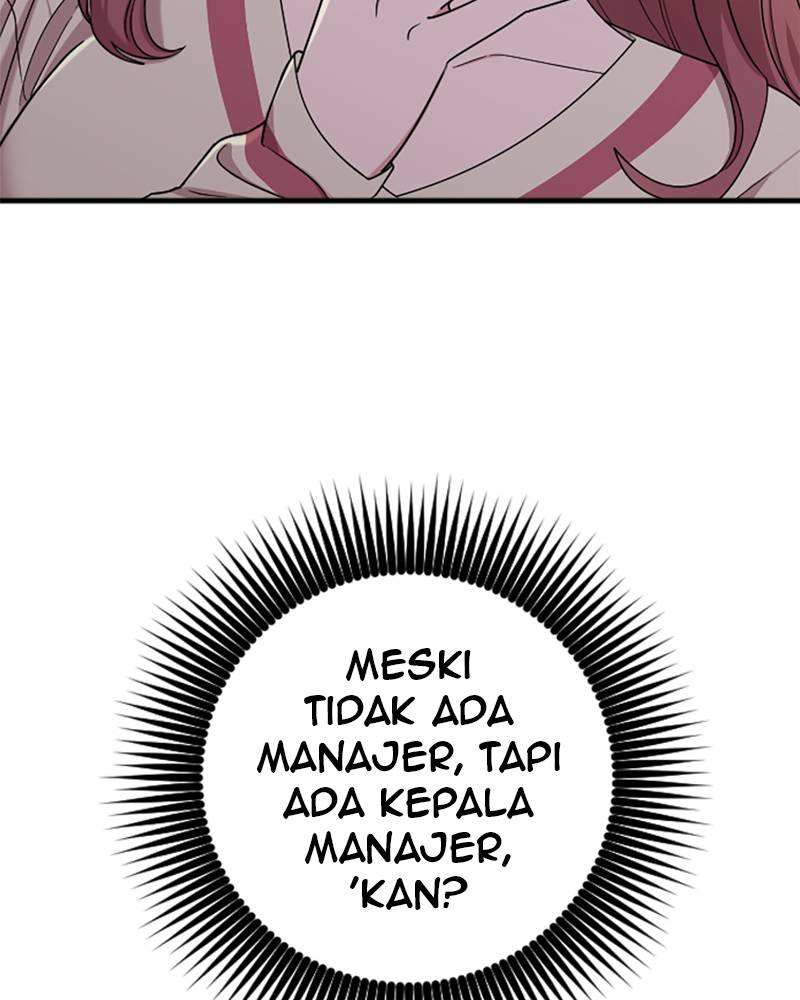 MESKI
TIDAK ADA
MANAJER, TAPI
ADA KEPALA
MANAJER,
'KAN?